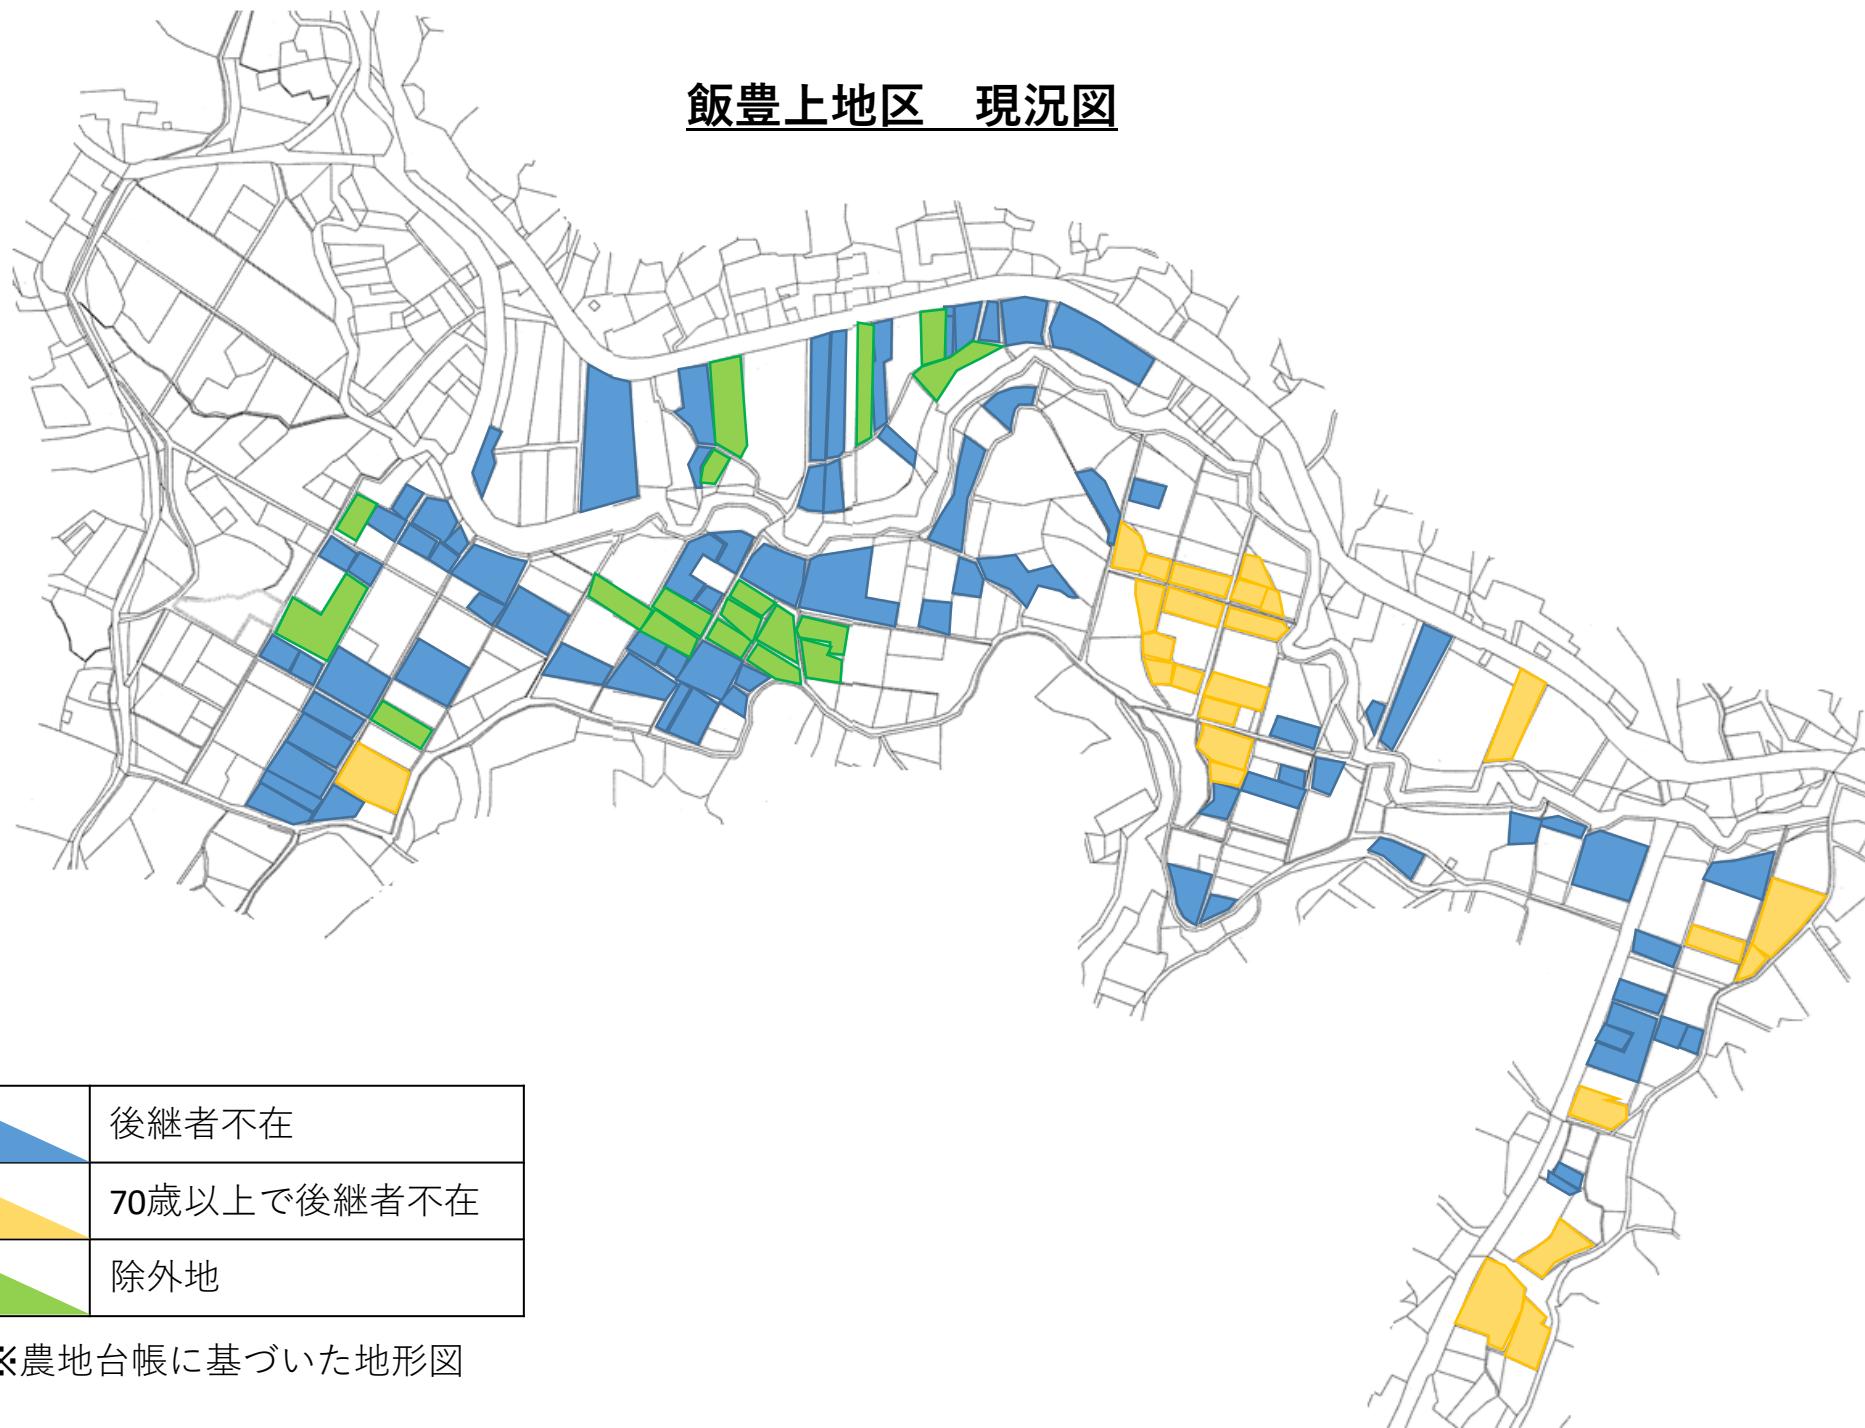 飯豊上地区　現況図
後継者不在
70歳以上で後継者不在
除外地
※農地台帳に基づいた地形図